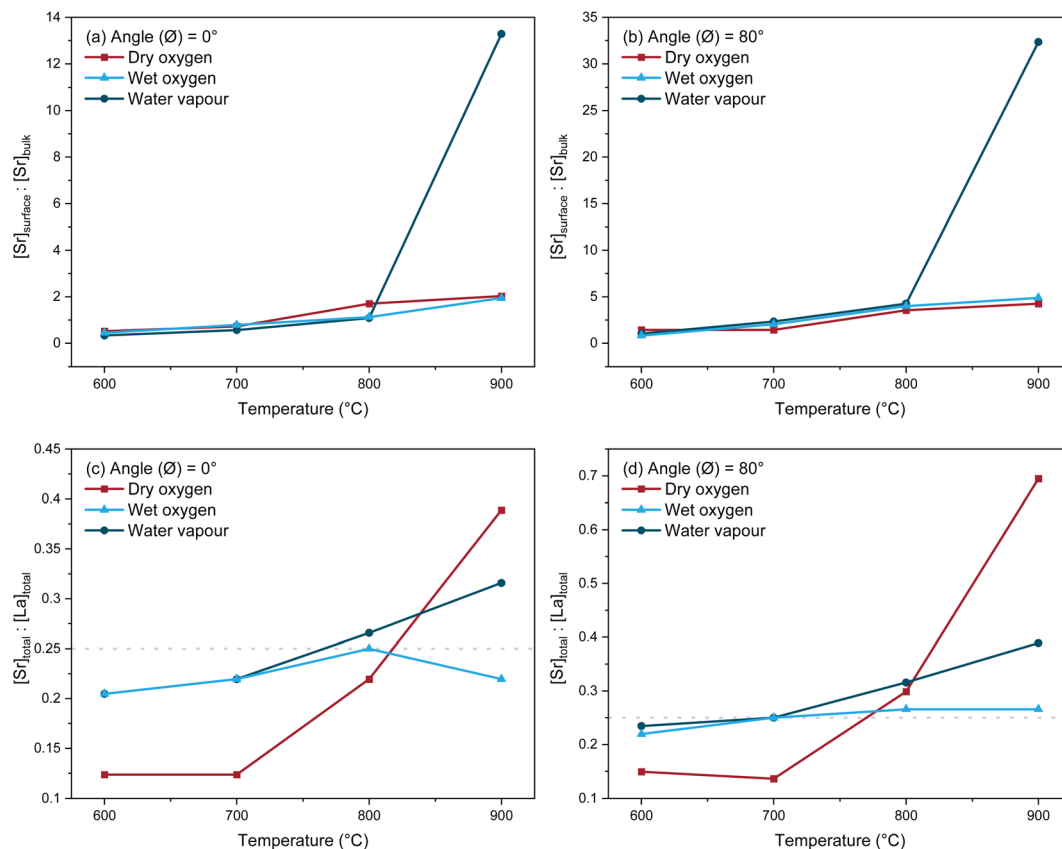 (a) Angle (Ø) = 0°
Dry oxygen
Wet oxygen
Water vapour
14
12
10
8
6
4
2
0
[Sr]surface : [Sr]bulk
600
700
800
900
Temperature (°C)
(b) Angle (Ø) = 80°
Dry oxygen
Wet oxygen
Water vapour
35
30
25
20
15
10
5
0
[Sr]surface : [Sr]bulk
600
700
800
900
Temperature (°C)
(c) Angle (Ø) = 0°
Dry oxygen
Wet oxygen
Water vapour
0.45
0.4
0.35
0.3
0.25
0.2
0.15
0.1
[Sr]total : [La]total
600
700
800
900
Temperature (°C)
(d) Angle (Ø) = 80°
Dry oxygen
Wet oxygen
Water vapour
0.7
0.6
0.5
0.4
0.3
0.2
0.1
[Sr]total : [La]total
600
700
800
900
Temperature (°C)